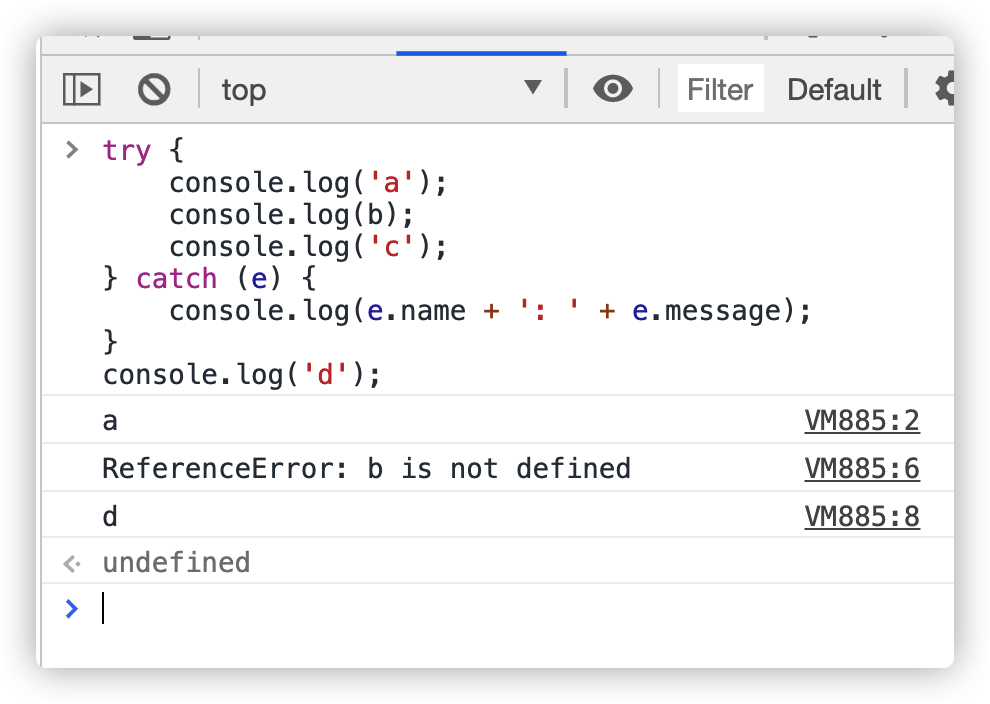 top ▼ Filter Default
> try {
    console.log('a');
    console.log(b);
    console.log('c');
} catch (e) {
    console.log(e.name + ': ' + e.message);
}
console.log('d');
a VM885:2
ReferenceError: b is not defined VM885:6
d VM885:8
undefined